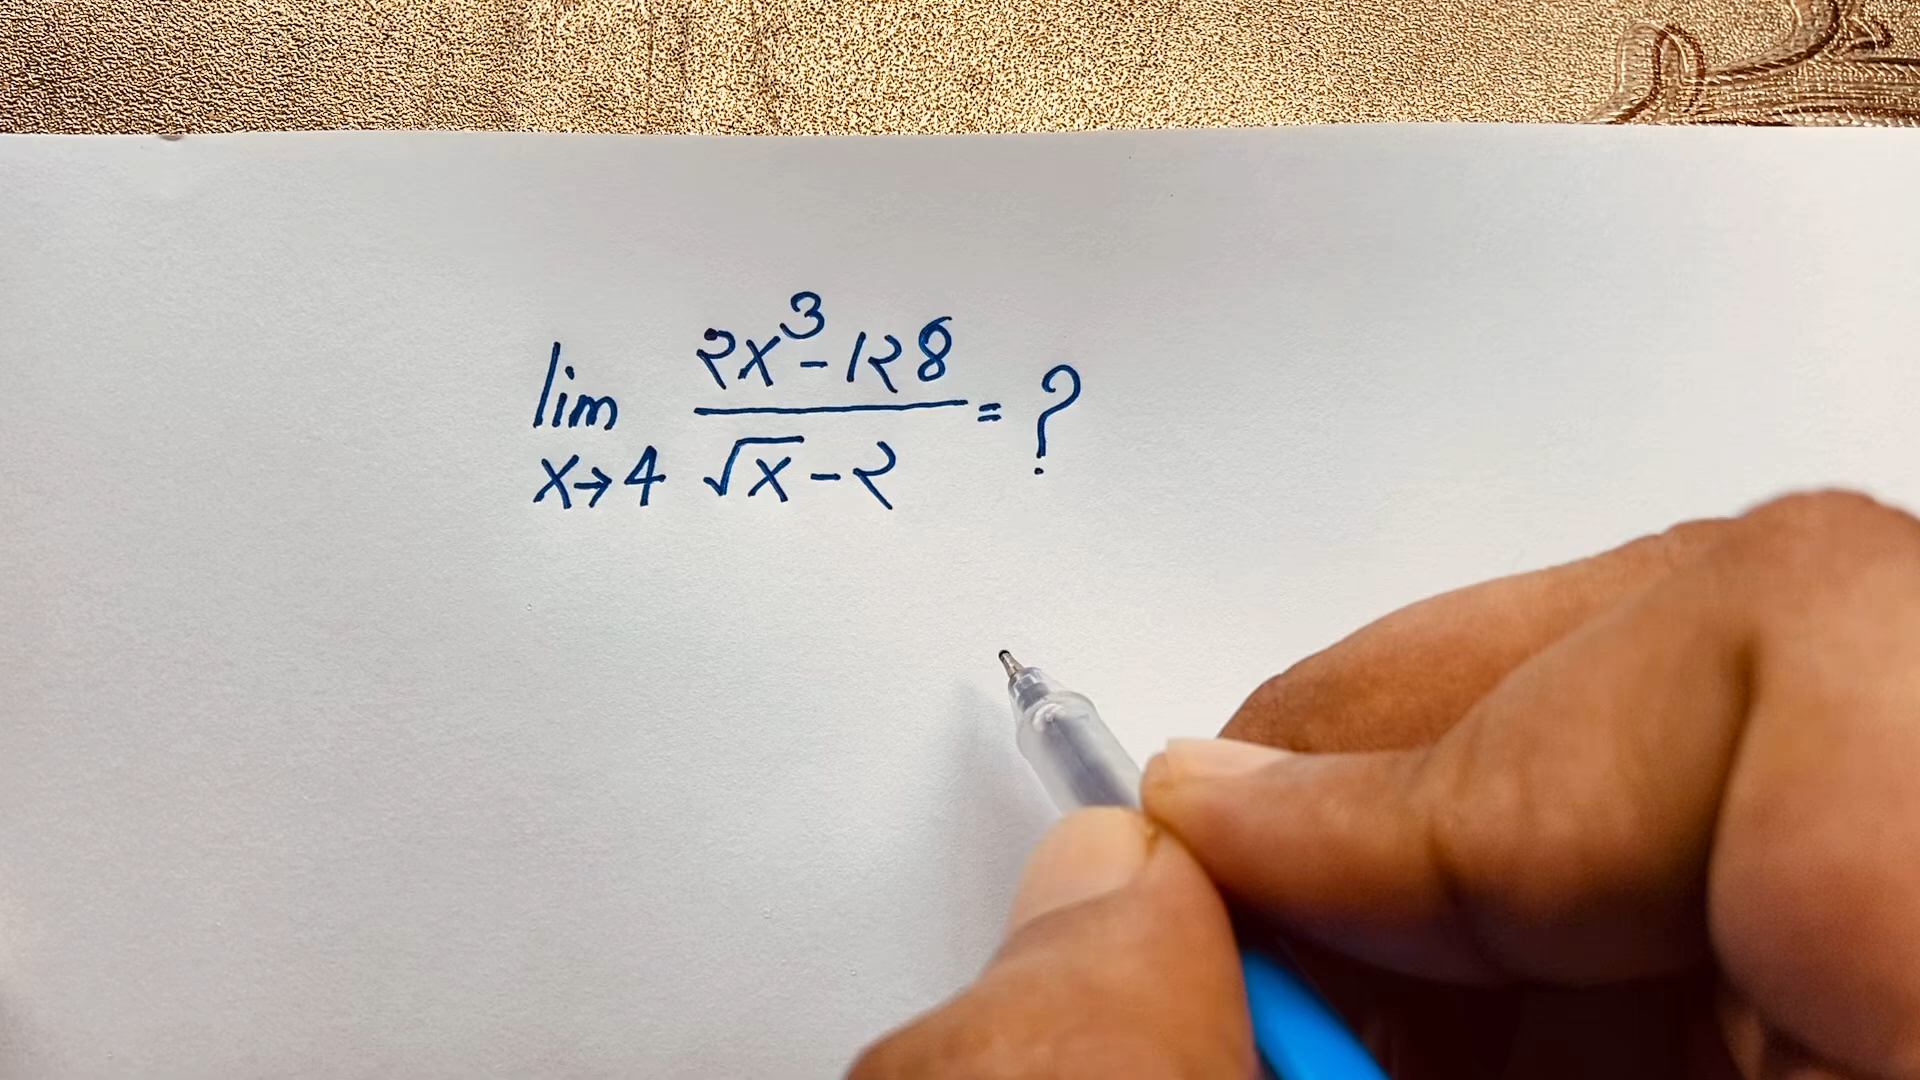 lim x→4 (2x³ - 128)/(√x - 2) = ?